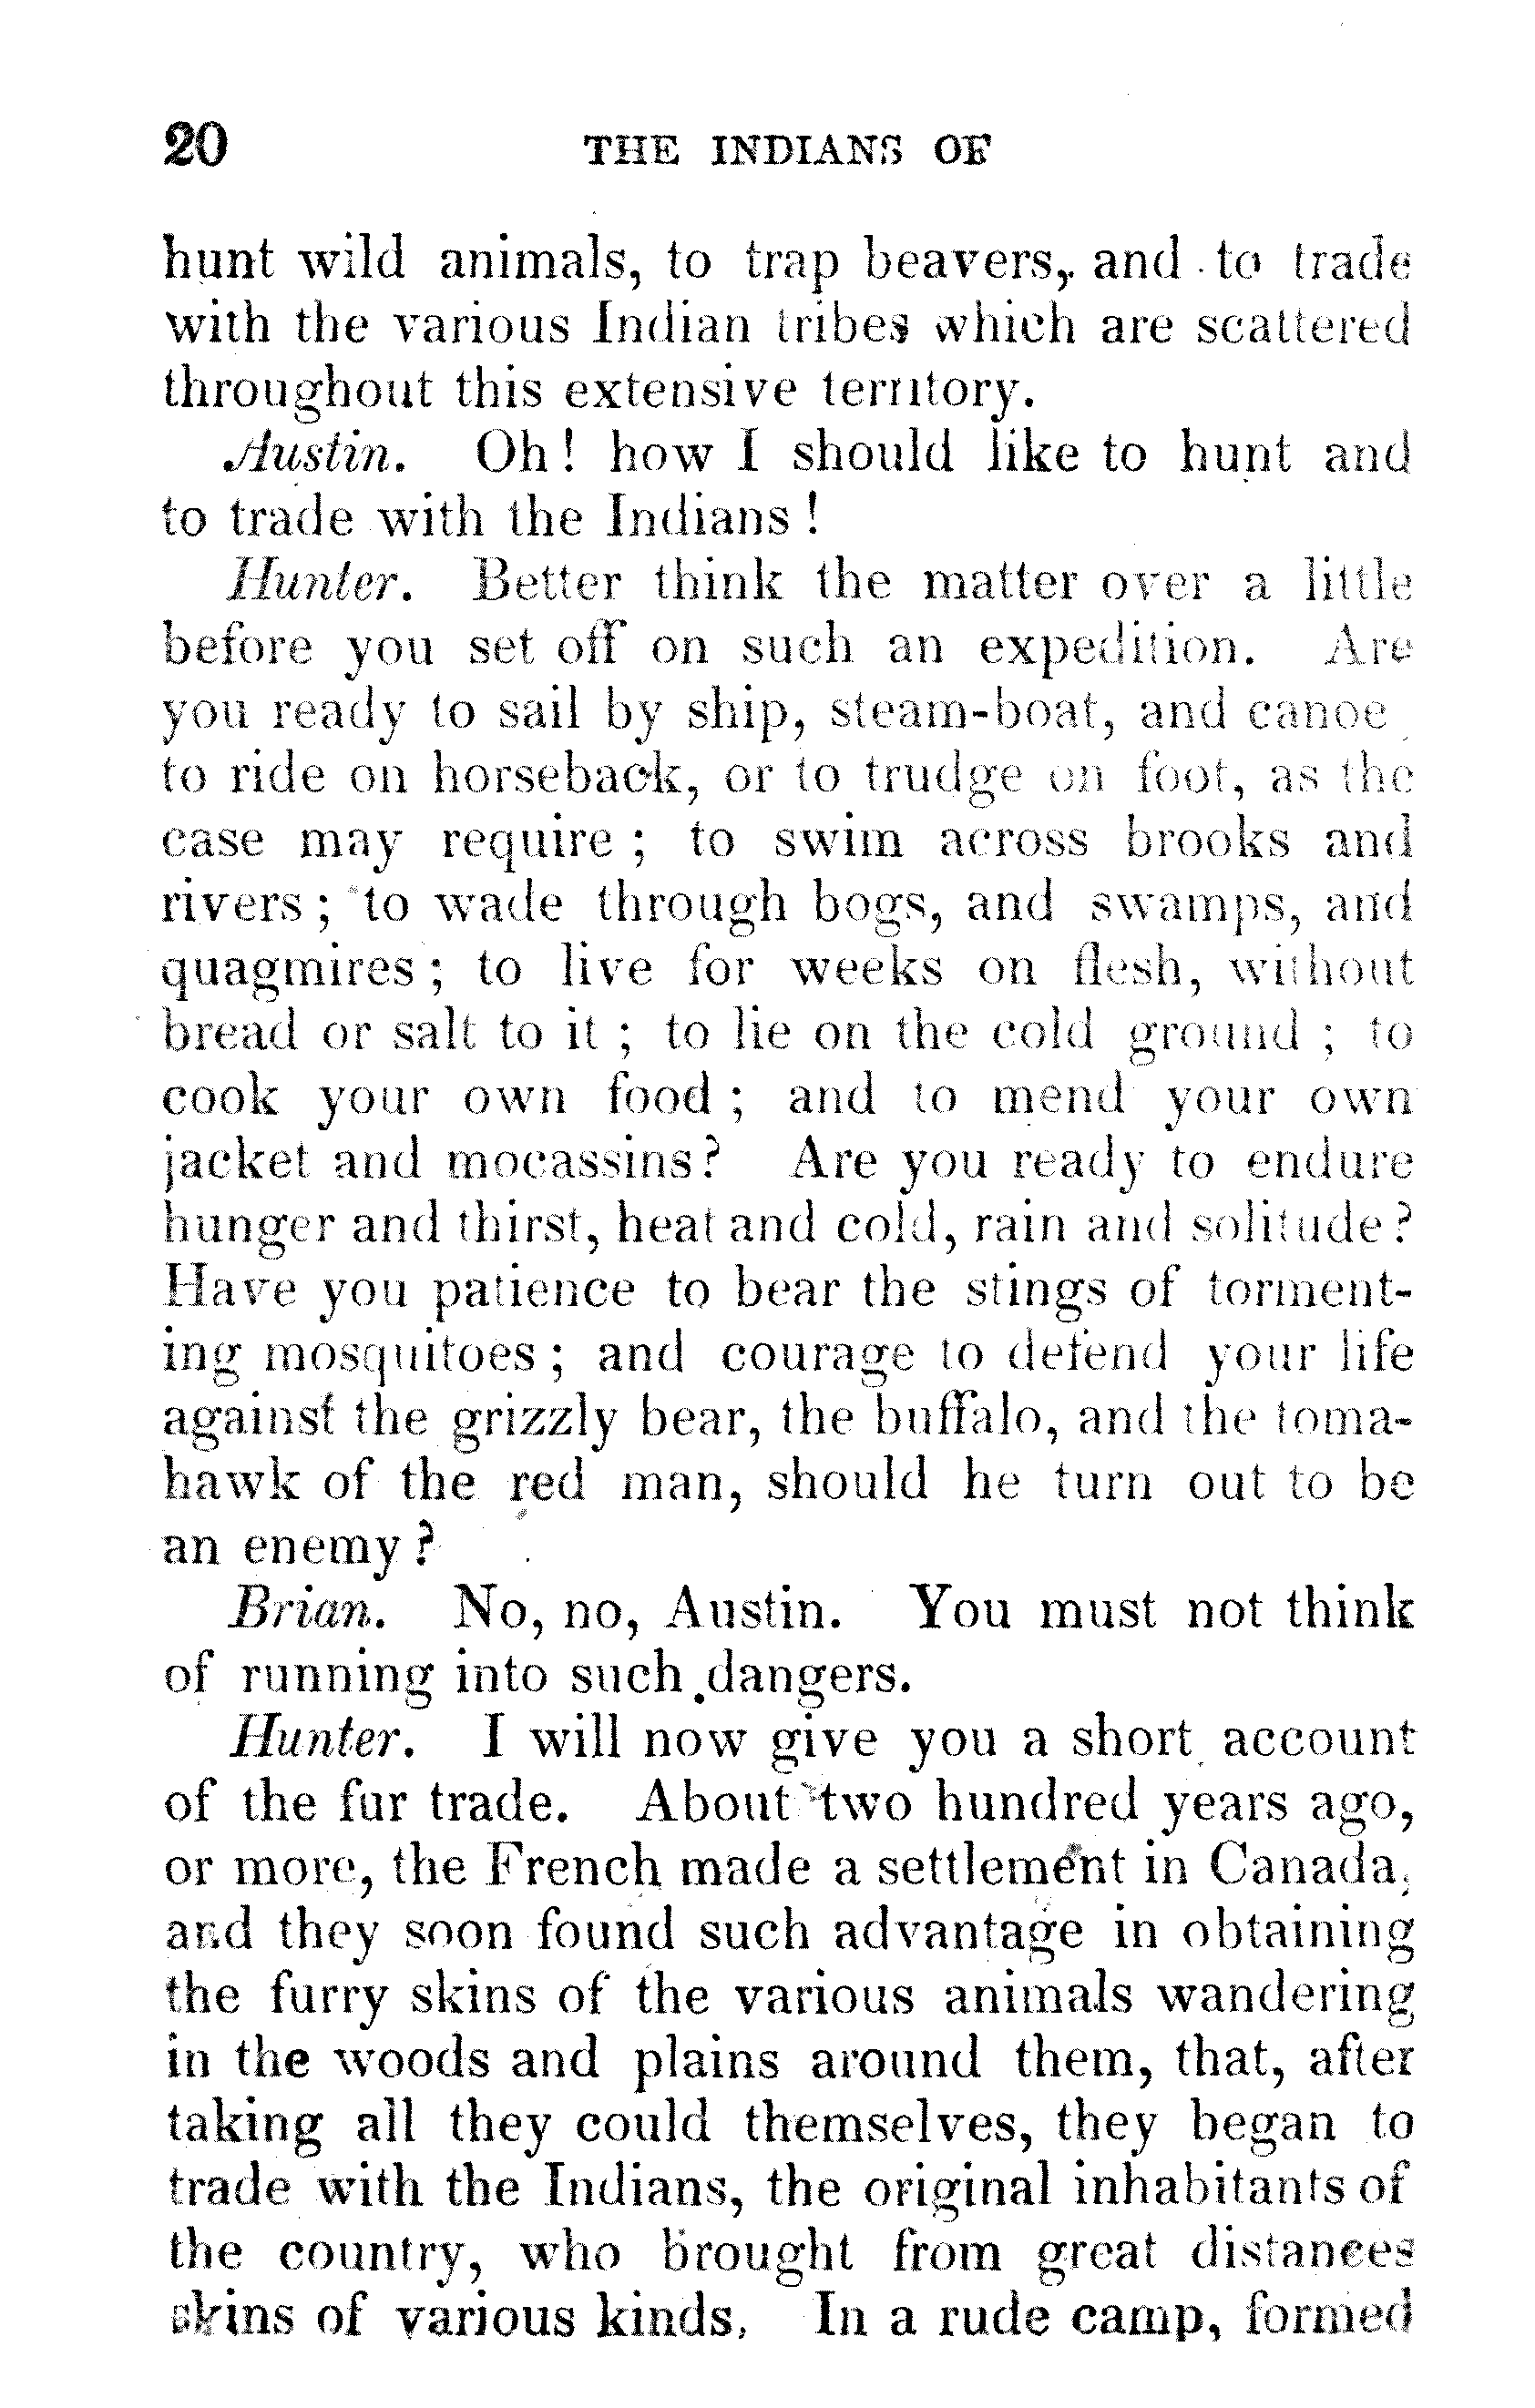 20 THE INDIANS OF
hunt wild animals, to trap beavers, and to trade
with the various Indian tribes which are scattered
throughout this extensive territory.
Austin. Oh! how I should like to hunt and
to trade with the Indians!
Hunter. Better think the matter over a little
before you set off on such an expedition. Are
you ready to sail by ship, steam-boat, and canoe,
to ride on horseback, or to trudge on foot, as the
case may require; to swim across brooks and
rivers; to wade through bogs, and swamps, and
quagmires; to live for weeks on flesh, without
bread or salt to it; to lie on the cold ground; to
cook your own food; and to mend your own
jacket and mocassins? Are you ready to endure
hunger and thirst, heat and cold, rain and solitude?
Have you patience to bear the stings of torment-
ing mosquitoes; and courage to defend your life
against the grizzly bear, the buffalo, and the toma-
hawk of the red man, should he turn out to be
an enemy?
Brian. No, no, Austin. You must not think
of running into such dangers.
Hunter. I will now give you a short account
of the fur trade. About two hundred years ago,
or more, the French made a settlement in Canada,
and they soon found such advantage in obtaining
the furry skins of the various animals wandering
in the woods and plains around them, that, after
taking all they could themselves, they began to
trade with the Indians, the original inhabitants of
the country, who brought from great distances
skins of various kinds. In a rude camp, formed